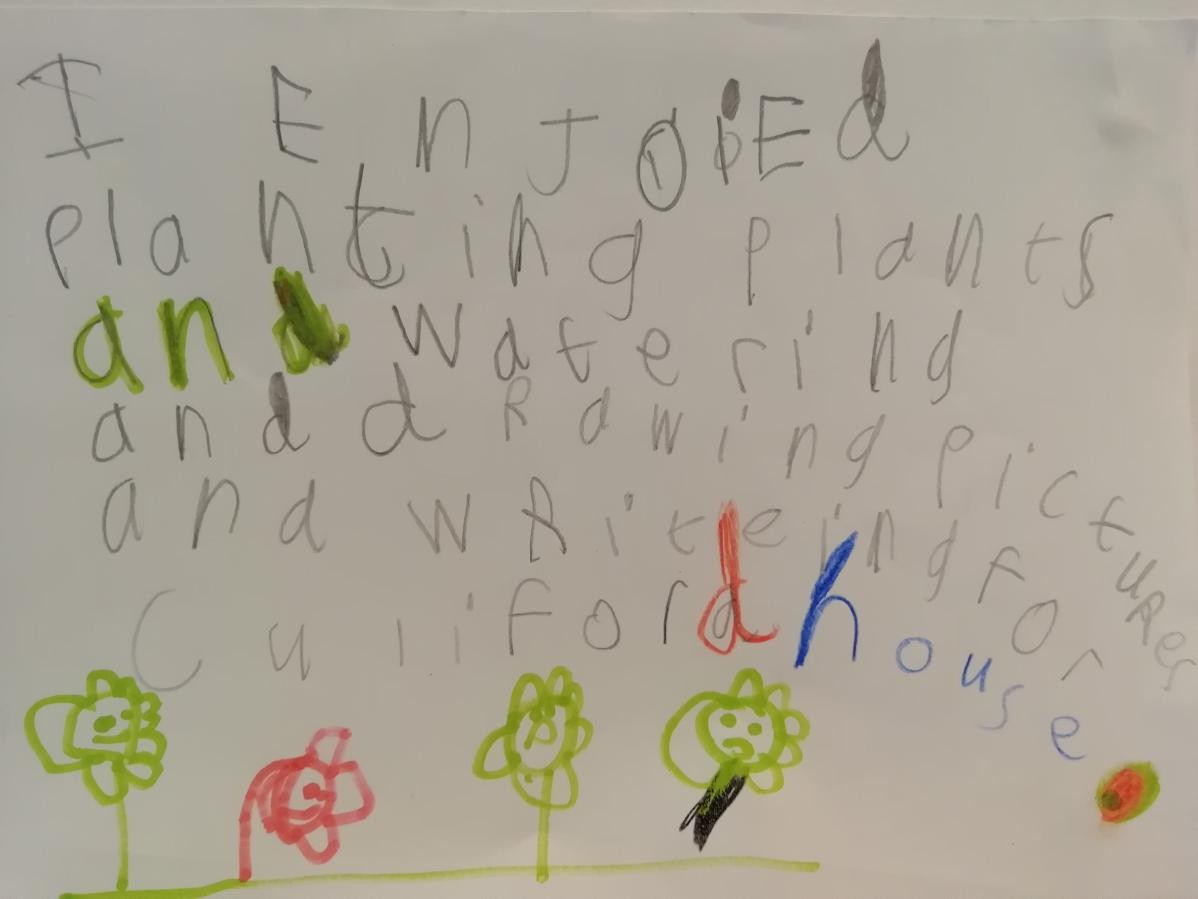 I EnJoiEd
planting plants
and watering
and dRawing pictuRes
and wRiteing for
Culiford house